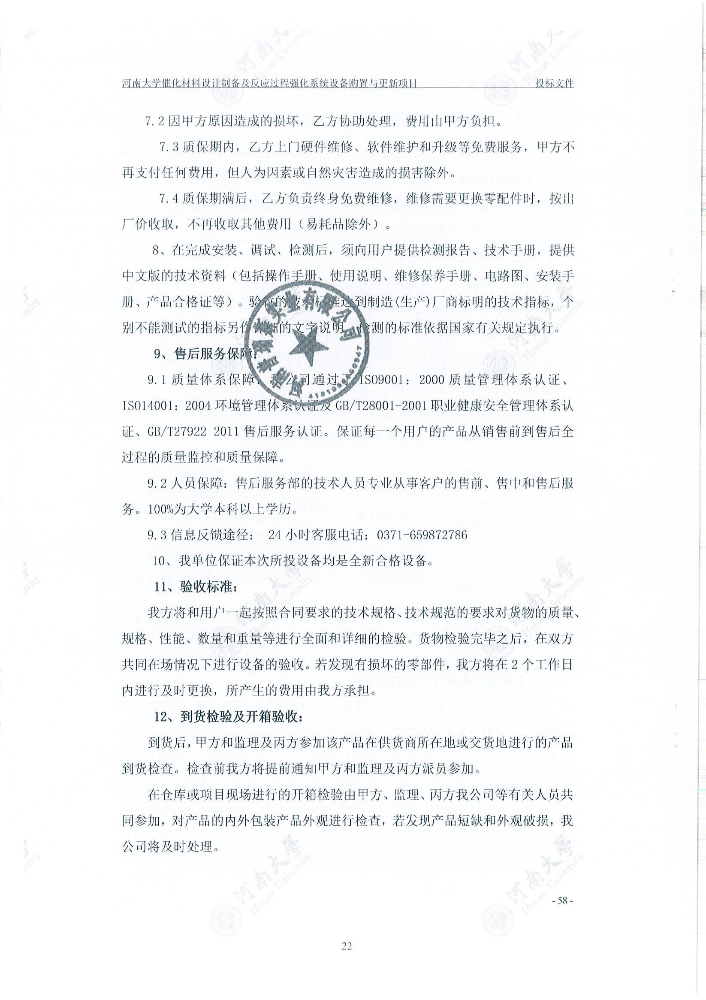 河南大学催化材料设计制备及反应过程强化系统设备购置与更新项目 投标文件
7.2 因甲方原因造成的损坏，乙方协助处理，费用由甲方负担。
7.3 质保期内，乙方上门硬件维修、软件维护和升级等免费服务，甲方不
再支付任何费用，但人为因素或自然灾害造成的损害除外。
7.4 质保期满后，乙方负责终身免费维修，维修需要更换零配件时，按出
厂价收取，不再收取其他费用（易耗品除外）。
8、在完成安装、调试、检测后，须向用户提供检测报告、技术手册，提供
中文版的技术资料（包括操作手册、使用说明、维修保养手册、电路图、安装手
册、产品合格证等）。验收的技术标准达到制造(生产)厂商标明的技术指标，个
别不能测试的指标另作详细的文字说明，检测的标准依据国家有关规定执行。
9、售后服务保障：
9.1 质量体系保障：我公司通过了 ISO9001：2000 质量管理体系认证、
ISO14001：2004 环境管理体系认证及 GB/T28001-2001 职业健康安全管理体系认
证、GB/T27922 2011 售后服务认证。保证每一个用户的产品从销售前到售后全
过程的质量监控和质量保障。
9.2 人员保障：售后服务部的技术人员专业从事客户的售前、售中和售后服
务。100%为大学本科以上学历。
9.3 信息反馈途径： 24 小时客服电话：0371-659872786
10、我单位保证本次所投设备均是全新合格设备。
11、验收标准：
我方将和用户一起按照合同要求的技术规格、技术规范的要求对货物的质量、
规格、性能、数量和重量等进行全面和详细的检验。货物检验完毕之后，在双方
共同在场情况下进行设备的验收。若发现有损坏的零部件，我方将在 2 个工作日
内进行及时更换，所产生的费用由我方承担。
12、到货检验及开箱验收：
到货后，甲方和监理及丙方参加该产品在供货商所在地或交货地进行的产品
到货检查。检查前我方将提前通知甲方和监理及丙方派员参加。
在仓库或项目现场进行的开箱检验由甲方、监理、丙方我公司等有关人员共
同参加，对产品的内外包装产品外观进行检查，若发现产品短缺和外观破损，我
公司将及时处理。
河南大学
Henan University
- 58 -
22